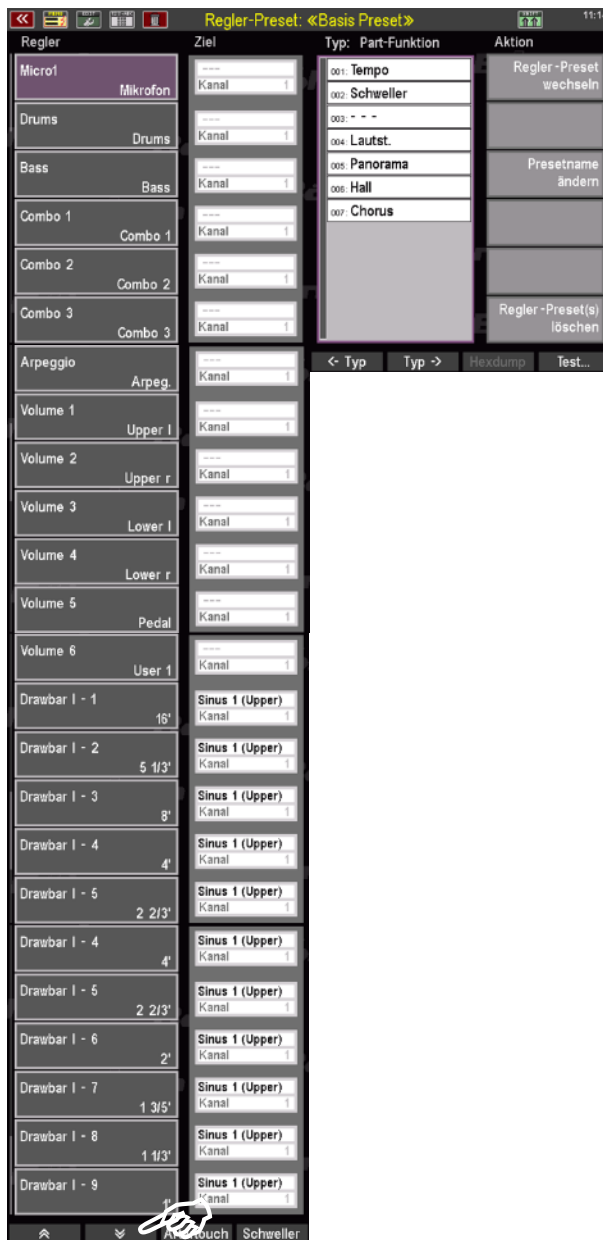 Regler-Preset: «Basis Preset»
Regler Ziel Typ: Part-Funktion Aktion
Micro1
Mikrofon
---
Kanal 1
Drums
Drums
---
Kanal 1
Bass
Bass
---
Kanal 1
Combo 1
Combo 1
---
Kanal 1
Combo 2
Combo 2
---
Kanal 1
Combo 3
Combo 3
---
Kanal 1
Arpeggio
Arpeg.
---
Kanal 1
Volume 1
Upper l
---
Kanal 1
Volume 2
Upper r
---
Kanal 1
Volume 3
Lower l
---
Kanal 1
Volume 4
Lower r
---
Kanal 1
Volume 5
Pedal
---
Kanal 1
Volume 6
User 1
---
Kanal 1
Drawbar I - 1
16'
Sinus 1 (Upper)
Kanal 1
Drawbar I - 2
5 1/3'
Sinus 1 (Upper)
Kanal 1
Drawbar I - 3
8'
Sinus 1 (Upper)
Kanal 1
Drawbar I - 4
4'
Sinus 1 (Upper)
Kanal 1
Drawbar I - 5
2 2/3'
Sinus 1 (Upper)
Kanal 1
Drawbar I - 4
4'
Sinus 1 (Upper)
Kanal 1
Drawbar I - 5
2 2/3'
Sinus 1 (Upper)
Kanal 1
Drawbar I - 6
2'
Sinus 1 (Upper)
Kanal 1
Drawbar I - 7
1 3/5'
Sinus 1 (Upper)
Kanal 1
Drawbar I - 8
1 1/3'
Sinus 1 (Upper)
Kanal 1
Drawbar I - 9
1'
Sinus 1 (Upper)
Kanal 1
Schweller
001: Tempo
002: Schweller
003: - - -
004: Lautst.
005: Panorama
006: Hall
007: Chorus
Regler-Preset
wechseln
Presetname
ändern
Regler-Preset(s)
löschen
<- Typ Typ -> Hexdump Test...